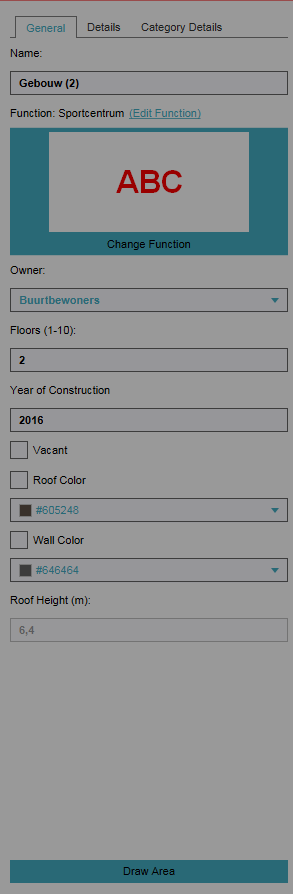 General Details Category Details
Name:
Gebouw (2)
Function: Sportcentrum (Edit Function)
ABC
Change Function
Owner:
Buurtbewoners
Floors (1-10):
2
Year of Construction
2016
Vacant
Roof Color
#605248
Wall Color
#646464
Roof Height (m):
6,4
Draw Area